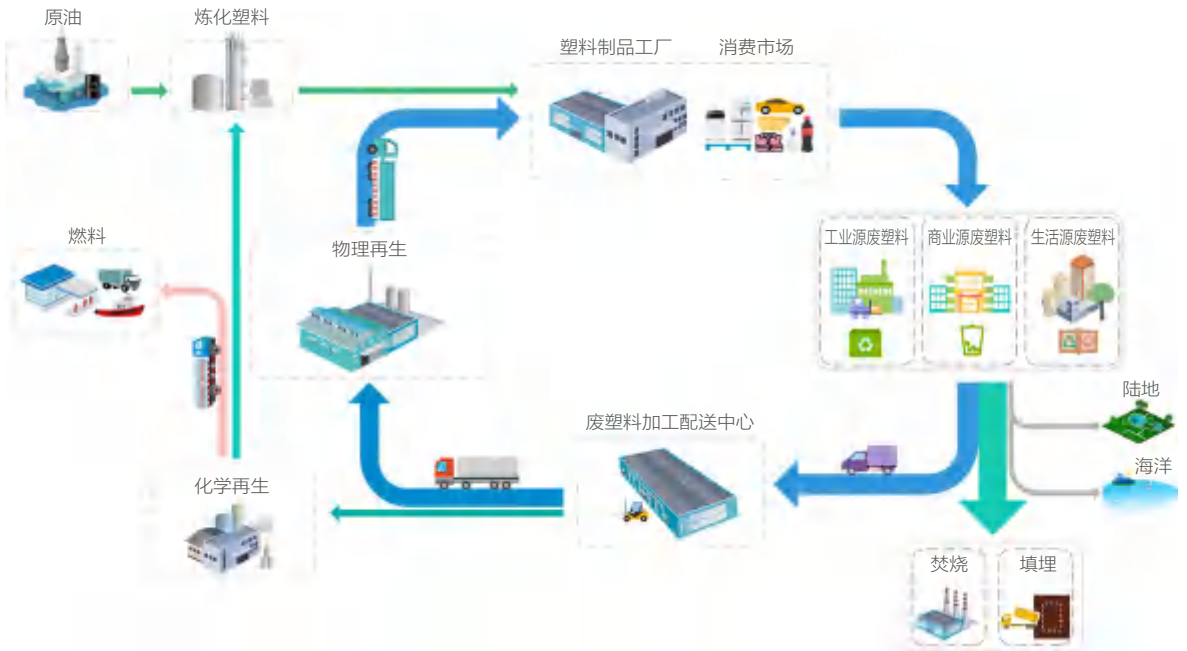 原油
炼化塑料
塑料制品工厂
消费市场
燃料
物理再生
工业源废塑料
商业源废塑料
生活源废塑料
陆地
废塑料加工配送中心
海洋
化学再生
焚烧
填埋